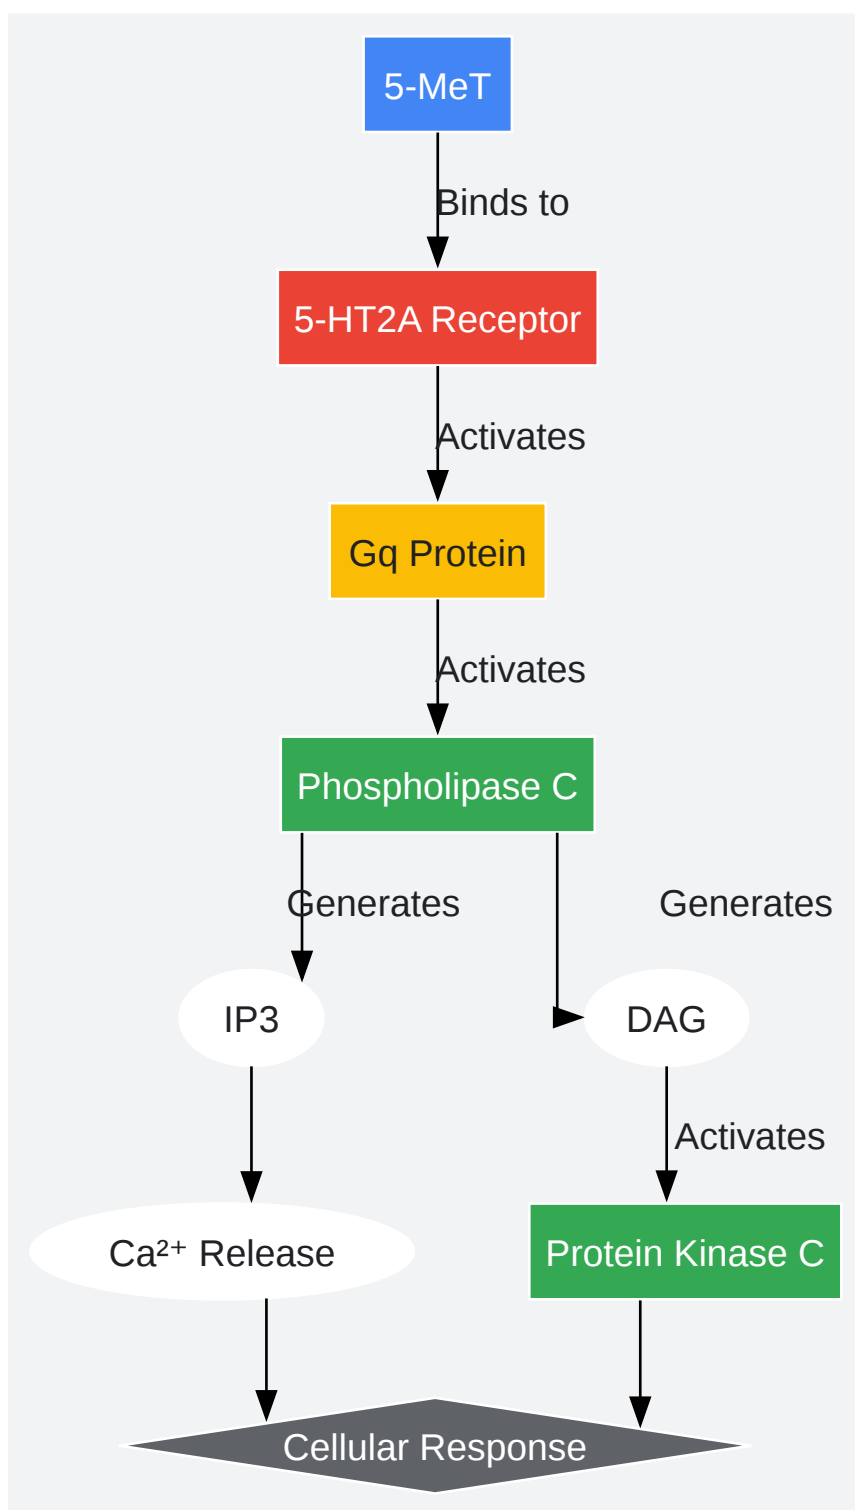 5-MeT
Binds to
5-HT2A Receptor
Activates
Gq Protein
Activates
Phospholipase C
Generates
Generates
IP3
DAG
Activates
Ca²⁺ Release
Protein Kinase C
Cellular Response